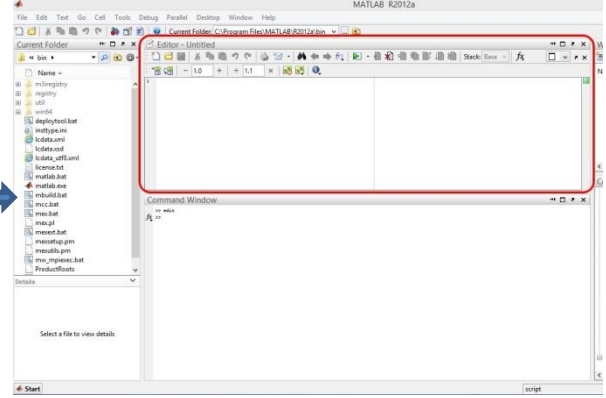 MATLAB R2012a
File Edit Text Go Cell Tools Debug Parallel Desktop Window Help
Current Folder: C:\Program Files\MATLAB\R2012a\bin
Current Folder
« bin
Name
m3iregistry
registry
util
win64
deploytool.bat
insttype.ini
lcdata.xml
lcdata.xsd
lcdata_utf8.xml
license.txt
matlab.bat
matlab.exe
mbuild.bat
mcc.bat
mex.bat
mex.pl
mexext.bat
mexsetup.pm
mexutils.pm
mw_mpiexec.bat
ProductRoots
Details
Select a file to view details
Start
Editor - Untitled
Stack: Base fx
- 1.0 + ÷ 1.1 ×
1
Command Window
>> edit
fx >>
script
W
N
C